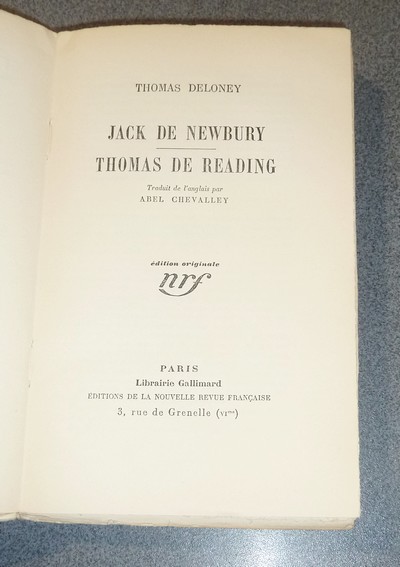 THOMAS DELONEY
JACK DE NEWBURY
THOMAS DE READING
Traduit de l'anglais par
ABEL CHEVALLEY
édition originale
nrf
PARIS
Librairie Gallimard
ÉDITIONS DE LA NOUVELLE REVUE FRANÇAISE
3, rue de Grenelle (VIme)